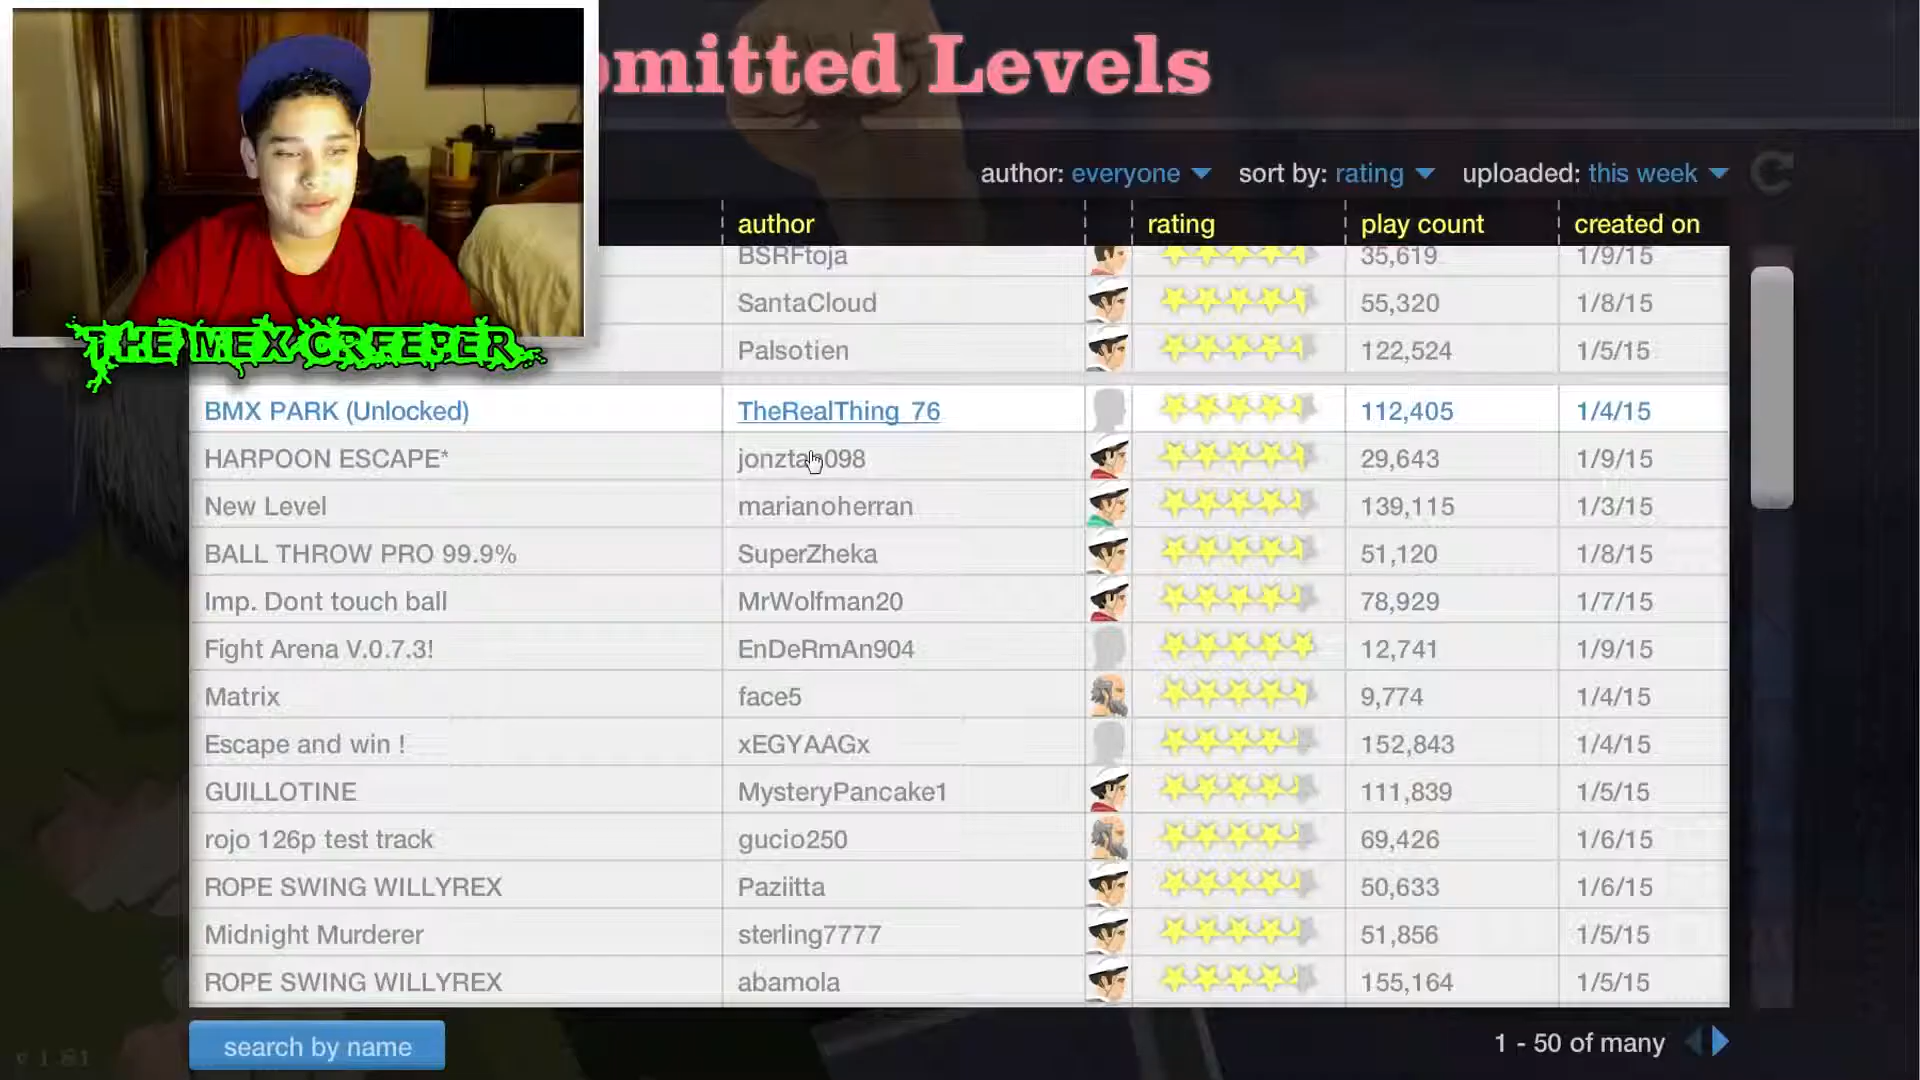 omitted Levels
author: everyone sort by: rating uploaded: this week
author rating play count created on
BSRFtoja 35,619 1/9/15
SantaCloud 55,320 1/8/15
Palsotien 122,524 1/5/15
THE MEX CREEPER
BMX PARK (Unlocked) TheRealThing_76 112,405 1/4/15
HARPOON ESCAPE* 29,643 1/9/15
New Level marianoherran 139,115 1/3/15
BALL THROW PRO 99.9% SuperZheka 51,120 1/8/15
Imp. Dont touch ball MrWolfman20 78,929 1/7/15
Fight Arena V.0.7.3! EnDeRmAn904 12,741 1/9/15
Matrix face5 9,774 1/4/15
Escape and win ! xEGYAAGx 152,843 1/4/15
GUILLOTINE MysteryPancake1 111,839 1/5/15
rojo 126p test track gucio250 69,426 1/6/15
ROPE SWING WILLYREX Paziitta 50,633 1/6/15
Midnight Murderer sterling7777 51,856 1/5/15
ROPE SWING WILLYREX abamola 155,164 1/5/15
search by name
1 - 50 of many
v 1.81